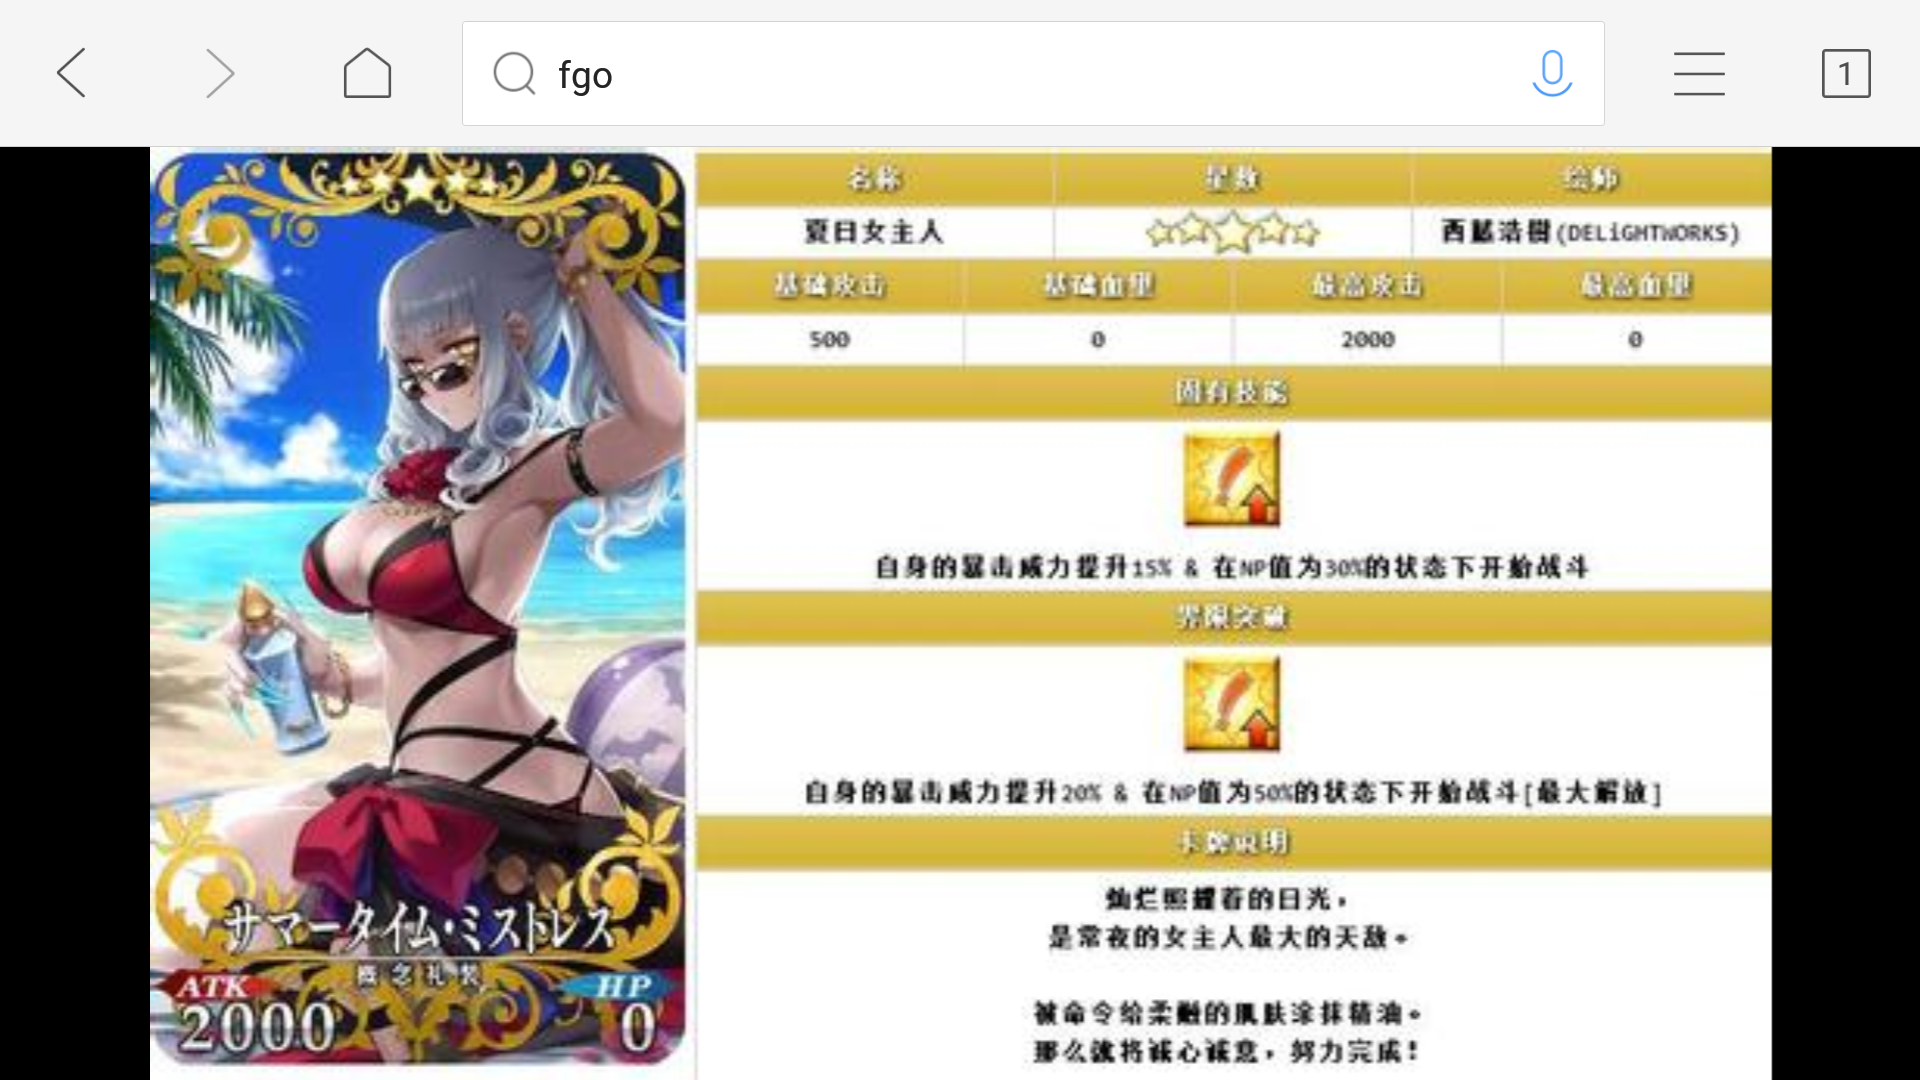 fgo
1
名称 星数 绘师
夏日女主人 西脇浩樹(DELiGHTWORKS)
基础攻击 基础血量 最高攻击 最高血量
500 0 2000 0
固有技能
自身的暴击威力提升15% & 在NP值为30%的状态下开始战斗
界限突破
自身的暴击威力提升20% & 在NP值为50%的状态下开始战斗[最大解放]
卡牌说明
灿烂照耀着的日光,
是常夜的女主人最大的天敌。
被命令给柔嫩的肌肤涂抹精油。
那么就将诚心诚意,努力完成!
サマータイム・ミストレス
概念礼装
ATK
2000
HP
0